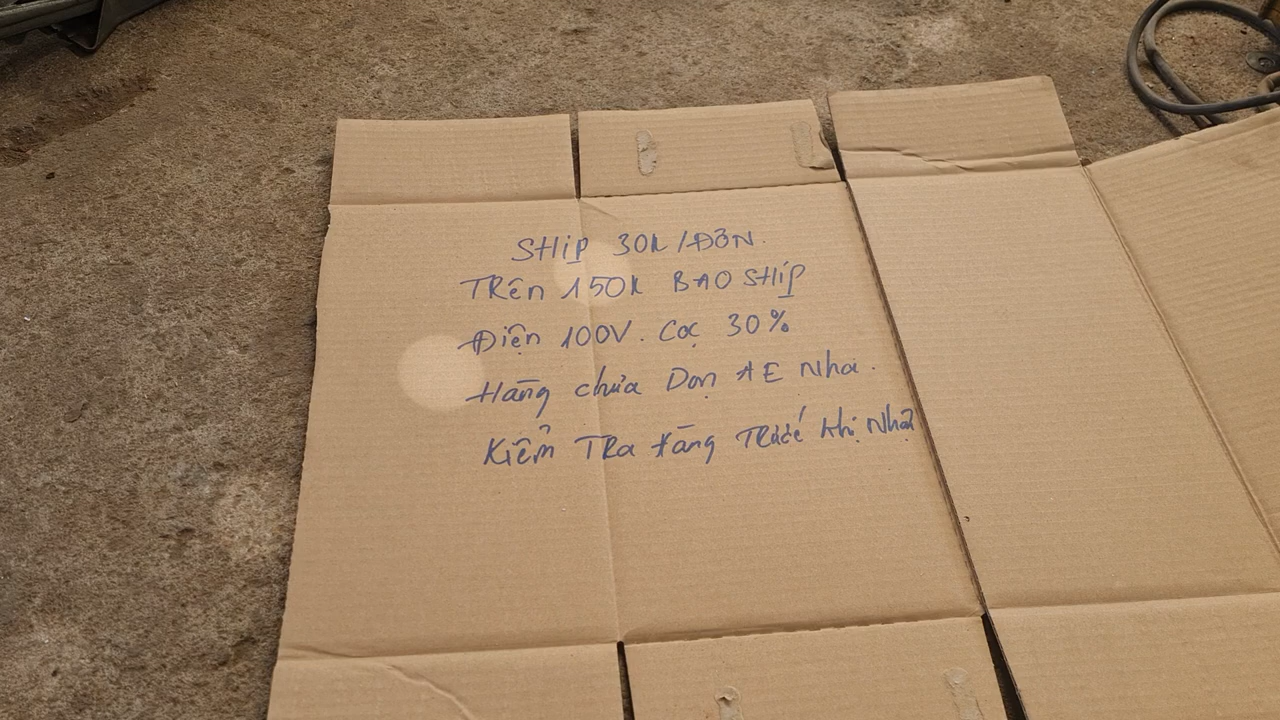 SHIP 30k/ĐƠN.
TRên 150k BAO SHIP
Điện 100V. Cọc 30%
Hàng chưa Dọn AE Nha.
Kiểm TRa Hàng TRước khi Nhận